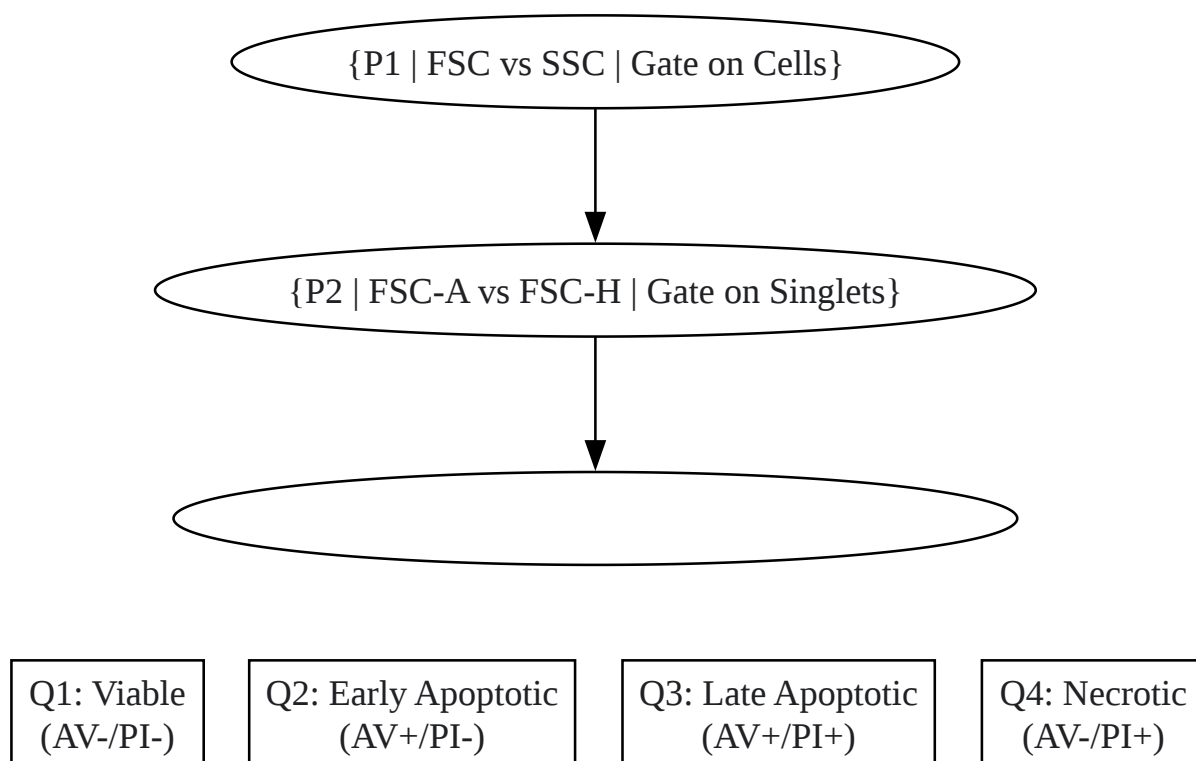 {P1 | FSC vs SSC | Gate on Cells}
{P2 | FSC-A vs FSC-H | Gate on Singlets}
Q1: Viable
(AV-/PI-)
Q2: Early Apoptotic
(AV+/PI-)
Q3: Late Apoptotic
(AV+/PI+)
Q4: Necrotic
(AV-/PI+)